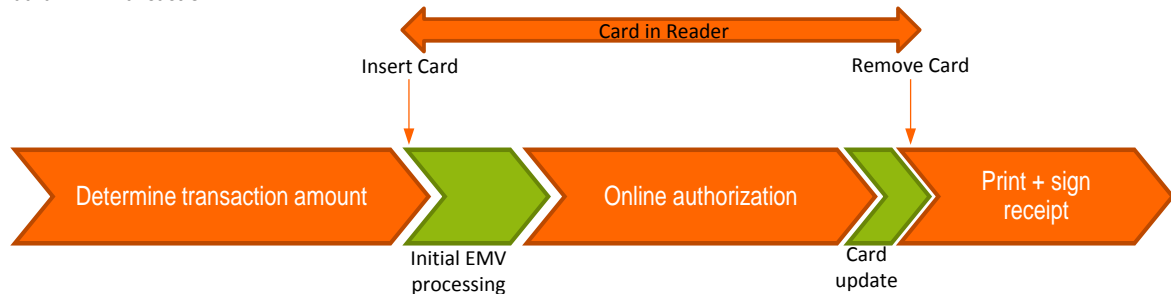 Card in Reader
Insert Card
Remove Card
Determine transaction amount
Online authorization
Print + sign
receipt
Initial EMV
processing
Card
update